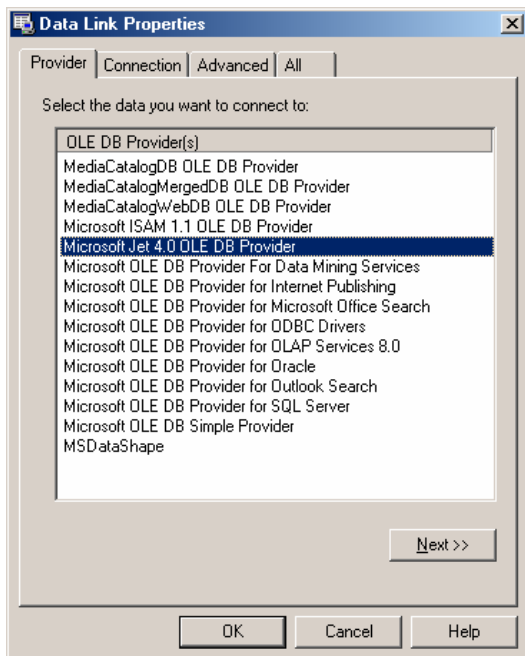 Data Link Properties
Provider Connection Advanced All
Select the data you want to connect to:
OLE DB Provider(s)
MediaCatalogDB OLE DB Provider
MediaCatalogMergedDB OLE DB Provider
MediaCatalogWebDB OLE DB Provider
Microsoft ISAM 1.1 OLE DB Provider
Microsoft Jet 4.0 OLE DB Provider
Microsoft OLE DB Provider For Data Mining Services
Microsoft OLE DB Provider for Internet Publishing
Microsoft OLE DB Provider for Microsoft Office Search
Microsoft OLE DB Provider for ODBC Drivers
Microsoft OLE DB Provider for OLAP Services 8.0
Microsoft OLE DB Provider for Oracle
Microsoft OLE DB Provider for Outlook Search
Microsoft OLE DB Provider for SQL Server
Microsoft OLE DB Simple Provider
MSDataShape
Next >>
OK Cancel Help